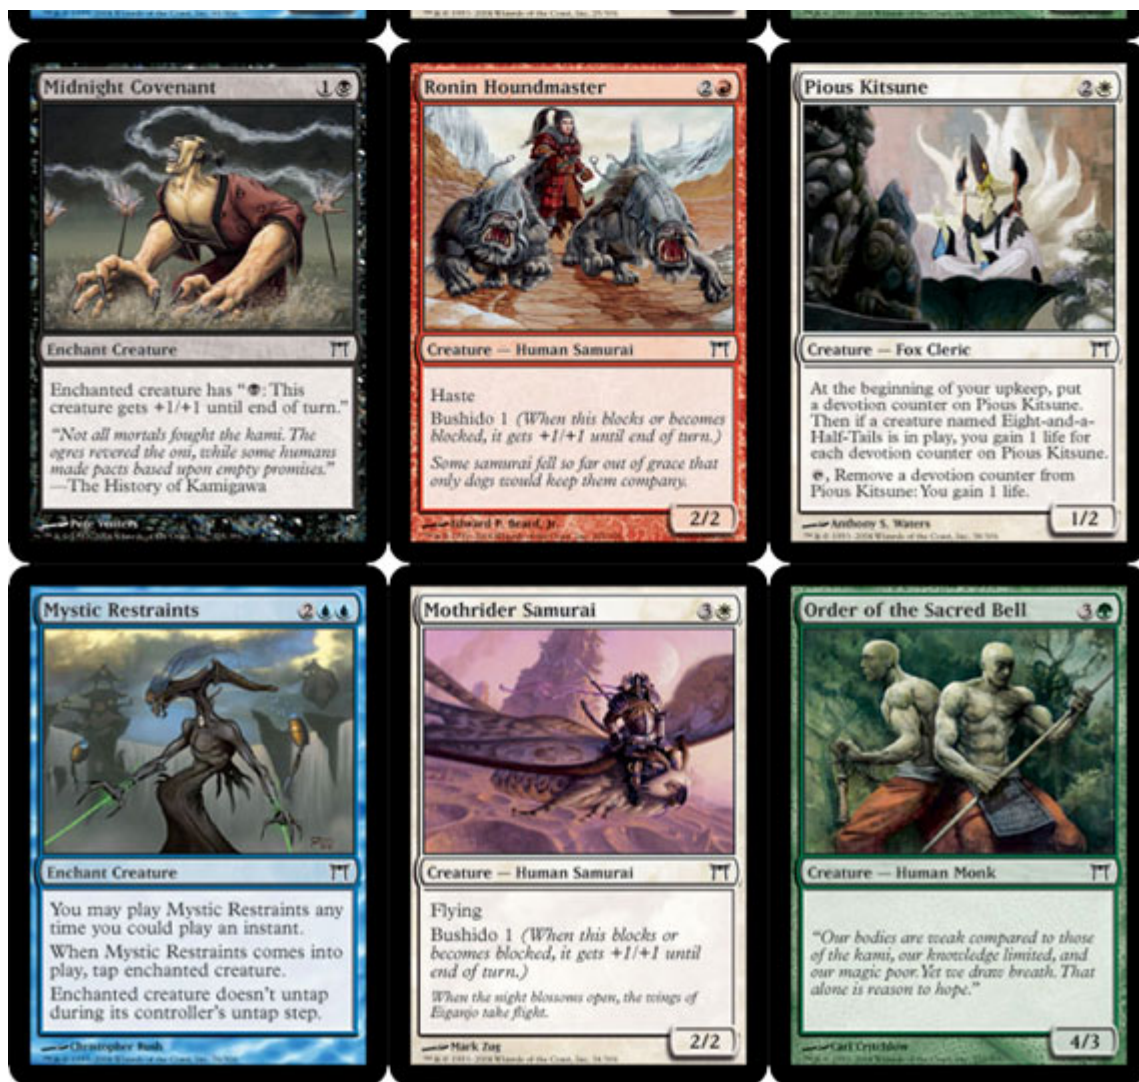 Midnight Covenant 1
Enchant Creature
Enchanted creature has “ : This
creature gets +1/+1 until end of turn.”
“Not all mortals fought the kami. The
ogres revered the oni, while some humans
made pacts based upon empty promises.”
—The History of Kamigawa
Pete Venters
Ronin Houndmaster 2
Creature — Human Samurai
Haste
Bushido 1 (When this blocks or becomes
blocked, it gets +1/+1 until end of turn.)
Some samurai fell so far out of grace that
only dogs would keep them company.
2/2
Edward P. Beard, Jr.
Pious Kitsune 2
Creature — Fox Cleric
At the beginning of your upkeep, put
a devotion counter on Pious Kitsune.
Then if a creature named Eight-and-a-
Half-Tails is in play, you gain 1 life for
each devotion counter on Pious Kitsune.
, Remove a devotion counter from
Pious Kitsune: You gain 1 life.
1/2
Anthony S. Waters
Mystic Restraints 2
Enchant Creature
You may play Mystic Restraints any
time you could play an instant.
When Mystic Restraints comes into
play, tap enchanted creature.
Enchanted creature doesn’t untap
during its controller’s untap step.
Christopher Rush
Mothrider Samurai 3
Creature — Human Samurai
Flying
Bushido 1 (When this blocks or
becomes blocked, it gets +1/+1 until
end of turn.)
When the night blossoms open, the wings of
Eiganjo take flight.
2/2
Mark Zug
Order of the Sacred Bell 3
Creature — Human Monk
“Our bodies are weak compared to those
of the kami, our knowledge limited, and
our magic poor. Yet we draw breath. That
alone is reason to hope.”
4/3
Carl Critchlow